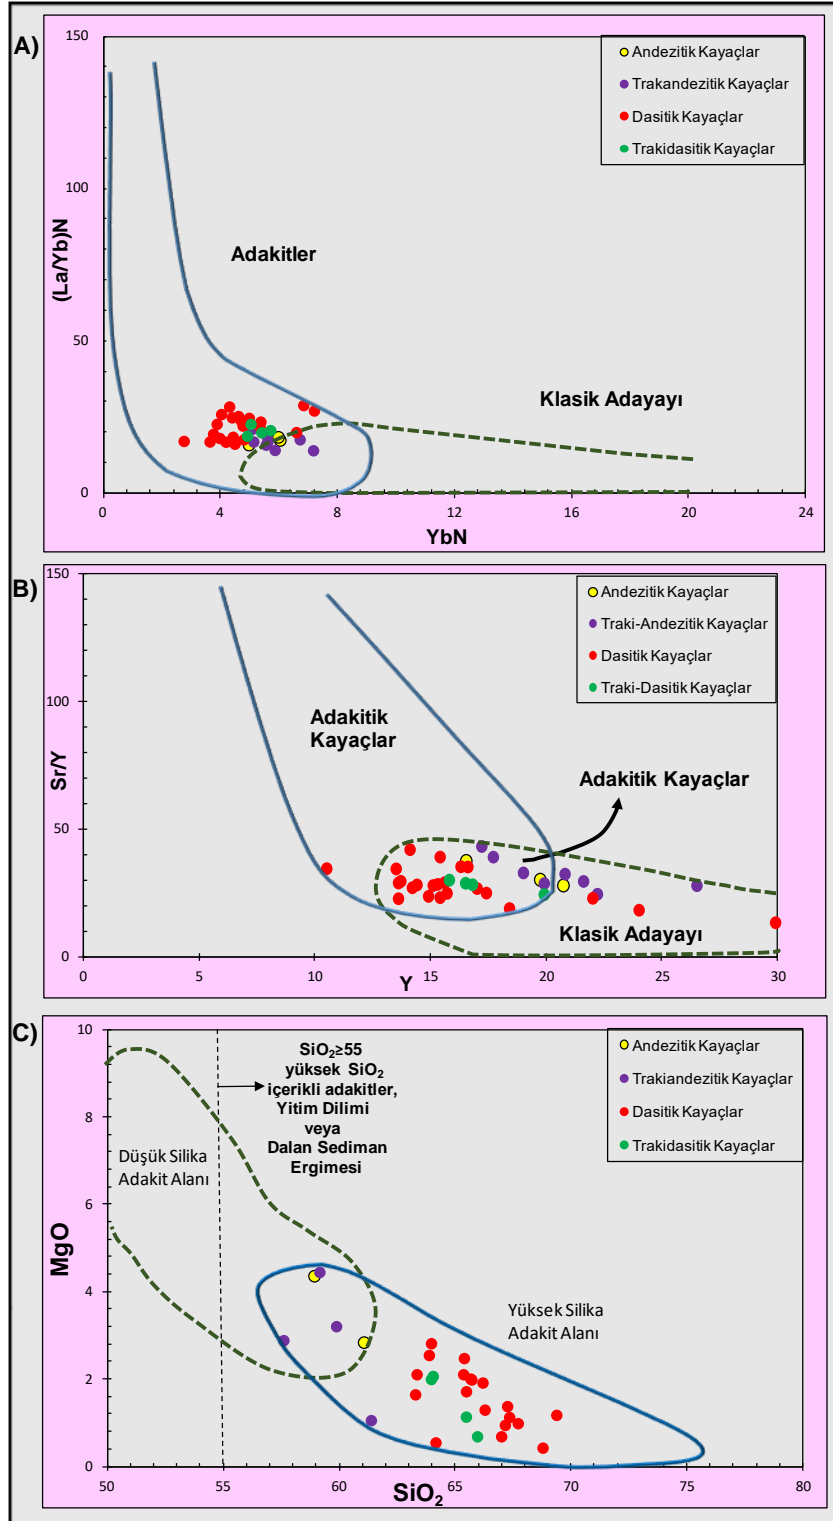 A)
150
100
50
0
(La/Yb)N
Andezitik Kayaçlar
Trakandezitik Kayaçlar
Dasitik Kayaçlar
Trakidasitik Kayaçlar
Adakitler
Klasik Adayayı
0 4 8 12 16 20 24
YbN
B)
150
100
50
0
Sr/Y
Andezitik Kayaçlar
Traki-Andezitik Kayaçlar
Dasitik Kayaçlar
Traki-Dasitik Kayaçlar
Adakitik
Kayaçlar
Adakitik Kayaçlar
Klasik Adayayı
0 5 10 15 20 25 30
Y
C)
10
8
6
4
2
0
MgO
SiO₂≥55
yüksek SiO₂
içerikli adakitler,
Yitim Dilimi
veya
Dalan Sediman
Ergimesi
Andezitik Kayaçlar
Trakiandezitik Kayaçlar
Dasitik Kayaçlar
Trakidasitik Kayaçlar
Düşük Silika
Adakit Alanı
Yüksek Silika
Adakit Alanı
50 55 60 65 70 75 80
SiO₂